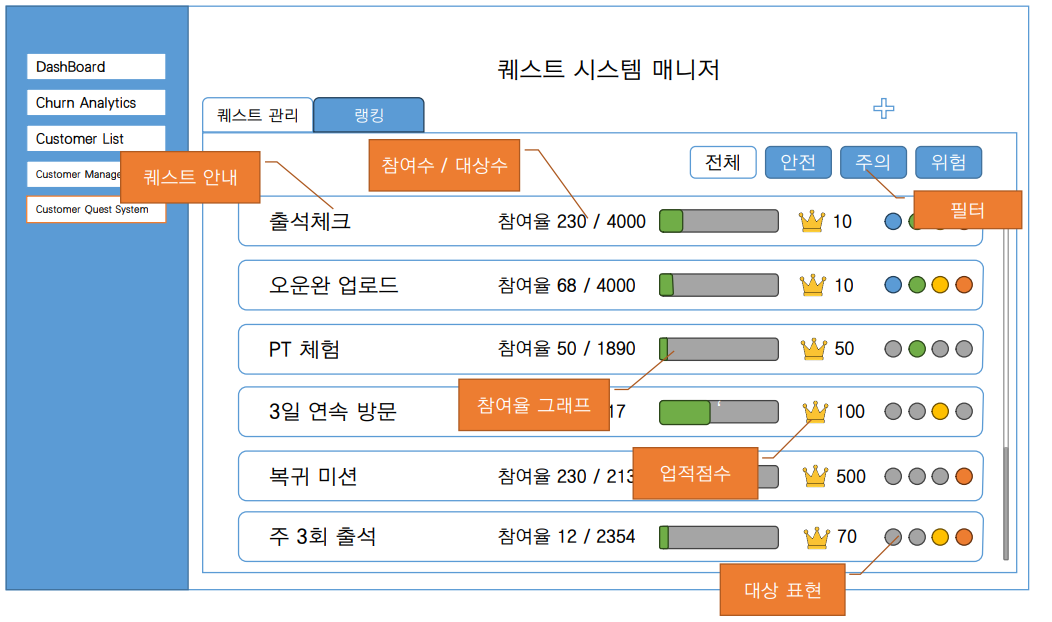 퀘스트 시스템 매니저
DashBoard
Churn Analytics
Customer List
Customer Manage
Customer Quest System
퀘스트 관리
랭킹
전체
안전
주의
위험
퀘스트 안내
참여수 / 대상수
필터
출석체크
참여율 230 / 4000
10
오운완 업로드
참여율 68 / 4000
10
PT 체험
참여율 50 / 1890
50
참여율 그래프
3일 연속 방문
17
100
업적점수
복귀 미션
참여율 230 / 213
500
주 3회 출석
참여율 12 / 2354
70
대상 표현